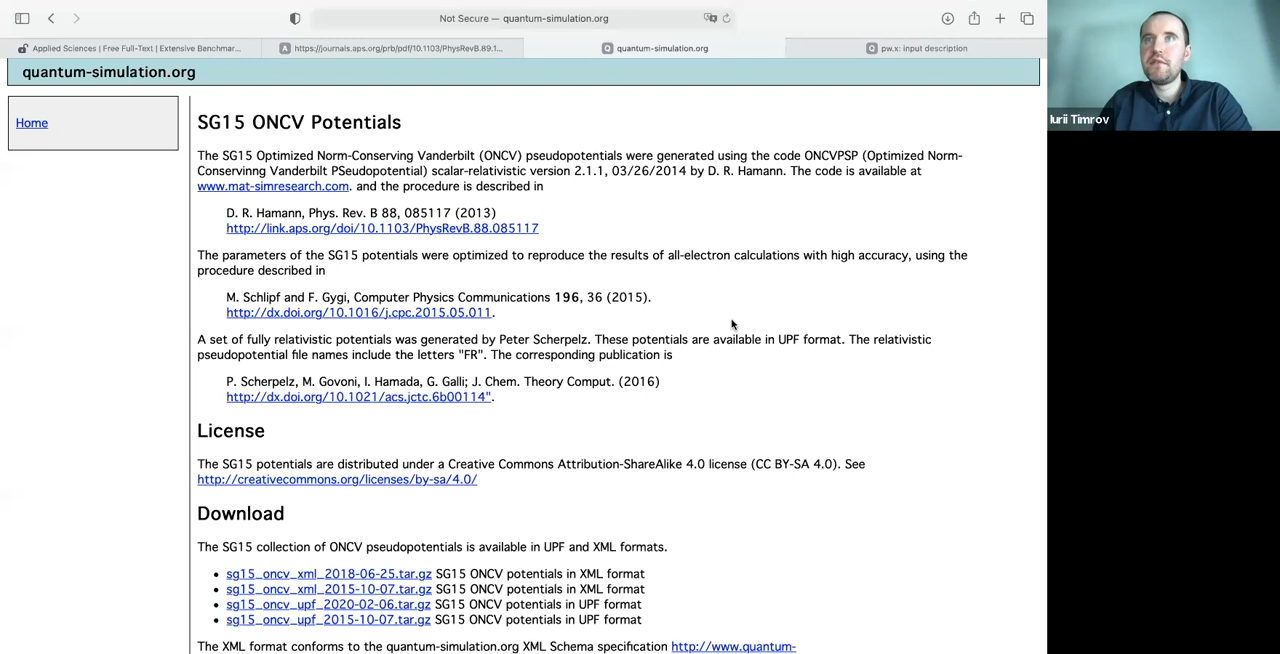 Not Secure — quantum-simulation.org
Applied Sciences | Free Full-Text | Extensive Benchmar...
https://journals.aps.org/prb/pdf/10.1103/PhysRevB.89.1...
quantum-simulation.org
pw.x: input description
quantum-simulation.org
Home
SG15 ONCV Potentials
The SG15 Optimized Norm-Conserving Vanderbilt (ONCV) pseudopotentials were generated using the code ONCVPSP (Optimized Norm-
Conservinng Vanderbilt PSeudopotential) scalar-relativistic version 2.1.1, 03/26/2014 by D. R. Hamann. The code is available at
www.mat-simresearch.com. and the procedure is described in
D. R. Hamann, Phys. Rev. B 88, 085117 (2013)
http://link.aps.org/doi/10.1103/PhysRevB.88.085117
The parameters of the SG15 potentials were optimized to reproduce the results of all-electron calculations with high accuracy, using the
procedure described in
M. Schlipf and F. Gygi, Computer Physics Communications 196, 36 (2015).
http://dx.doi.org/10.1016/j.cpc.2015.05.011.
A set of fully relativistic potentials was generated by Peter Scherpelz. These potentials are available in UPF format. The relativistic
pseudopotential file names include the letters "FR". The corresponding publication is
P. Scherpelz, M. Govoni, I. Hamada, G. Galli; J. Chem. Theory Comput. (2016)
http://dx.doi.org/10.1021/acs.jctc.6b00114".
License
The SG15 potentials are distributed under a Creative Commons Attribution-ShareAlike 4.0 license (CC BY-SA 4.0). See
http://creativecommons.org/licenses/by-sa/4.0/
Download
The SG15 collection of ONCV pseudopotentials is available in UPF and XML formats.
• sg15_oncv_xml_2018-06-25.tar.gz SG15 ONCV potentials in XML format
• sg15_oncv_xml_2015-10-07.tar.gz SG15 ONCV potentials in XML format
• sg15_oncv_upf_2020-02-06.tar.gz SG15 ONCV potentials in UPF format
• sg15_oncv_upf_2015-10-07.tar.gz SG15 ONCV potentials in UPF format
The XML format conforms to the quantum-simulation.org XML Schema specification http://www.quantum-
Iurii Timrov